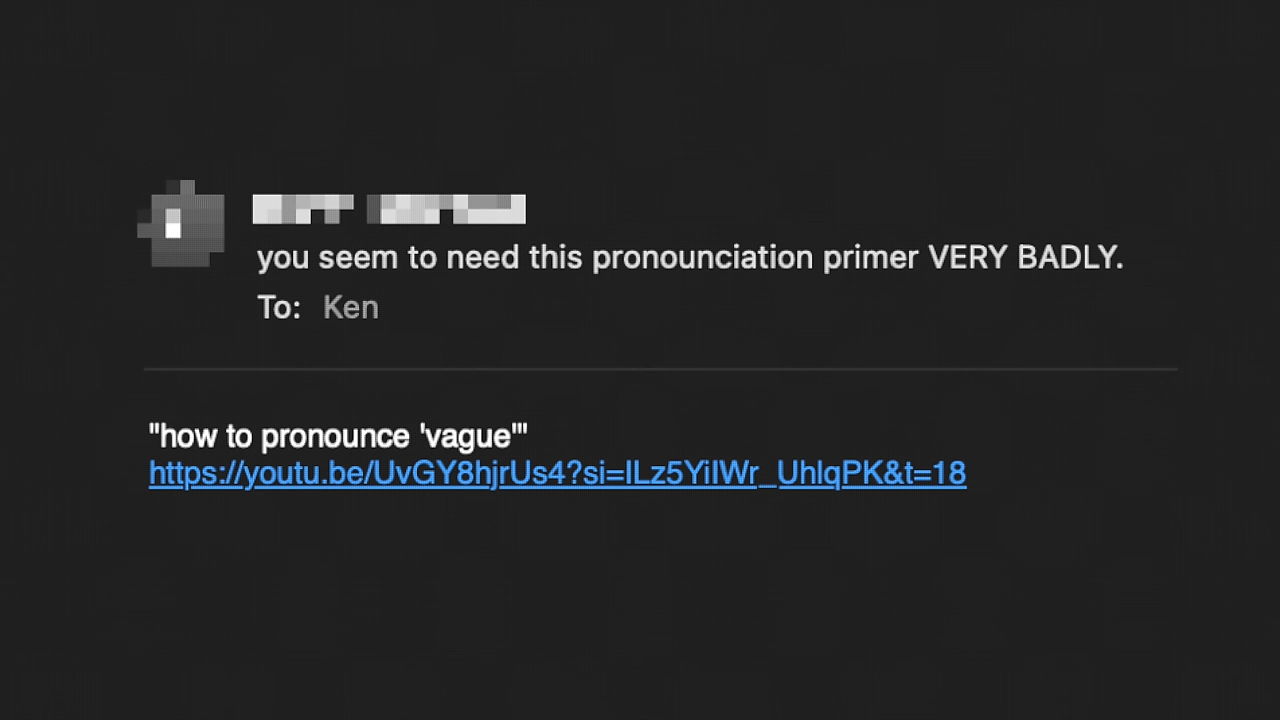 you seem to need this pronounciation primer VERY BADLY.
To: Ken
"how to pronounce 'vague'"
https://youtu.be/UvGY8hjrUs4?si=ILz5YiIWr_UhlqPK&t=18